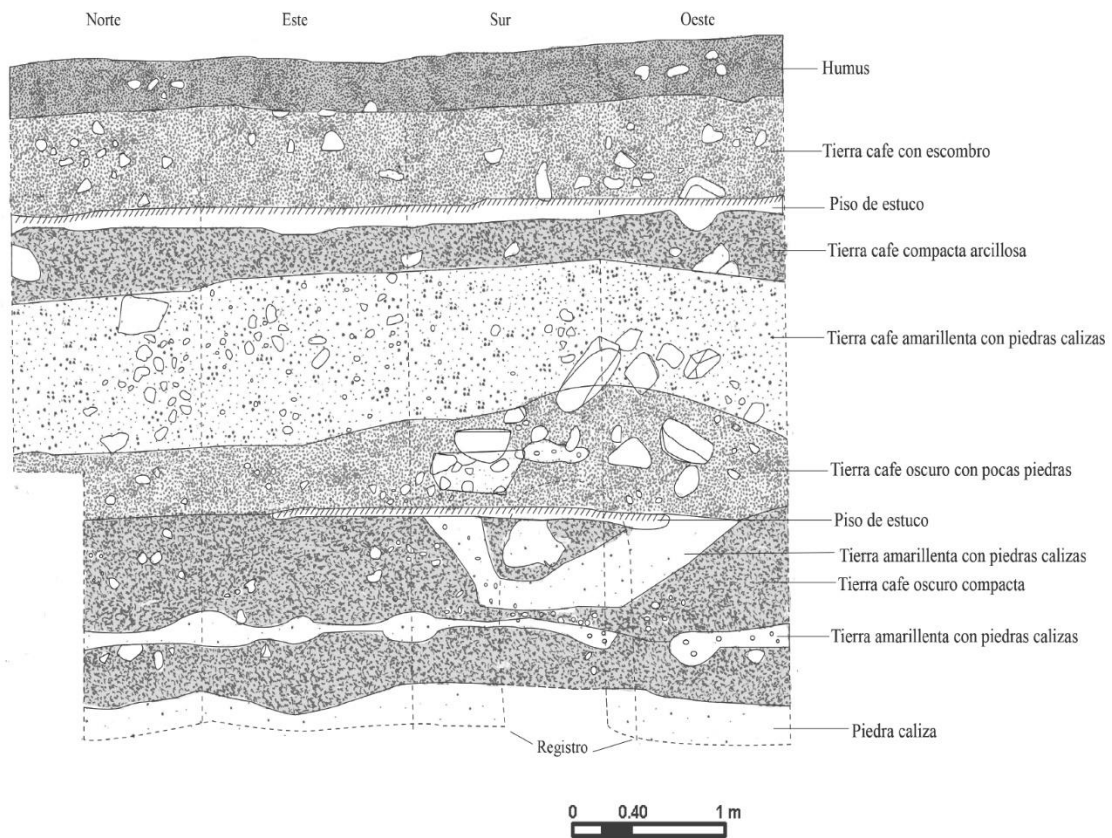 Norte Este Sur Oeste
Humus
Tierra cafe con escombro
Piso de estuco
Tierra cafe compacta arcillosa
Tierra cafe amarillenta con piedras calizas
Tierra cafe oscuro con pocas piedras
Piso de estuco
Tierra amarillenta con piedras calizas
Tierra cafe oscuro compacta
Tierra amarillenta con piedras calizas
Piedra caliza
Registro
0 0.40 1 m